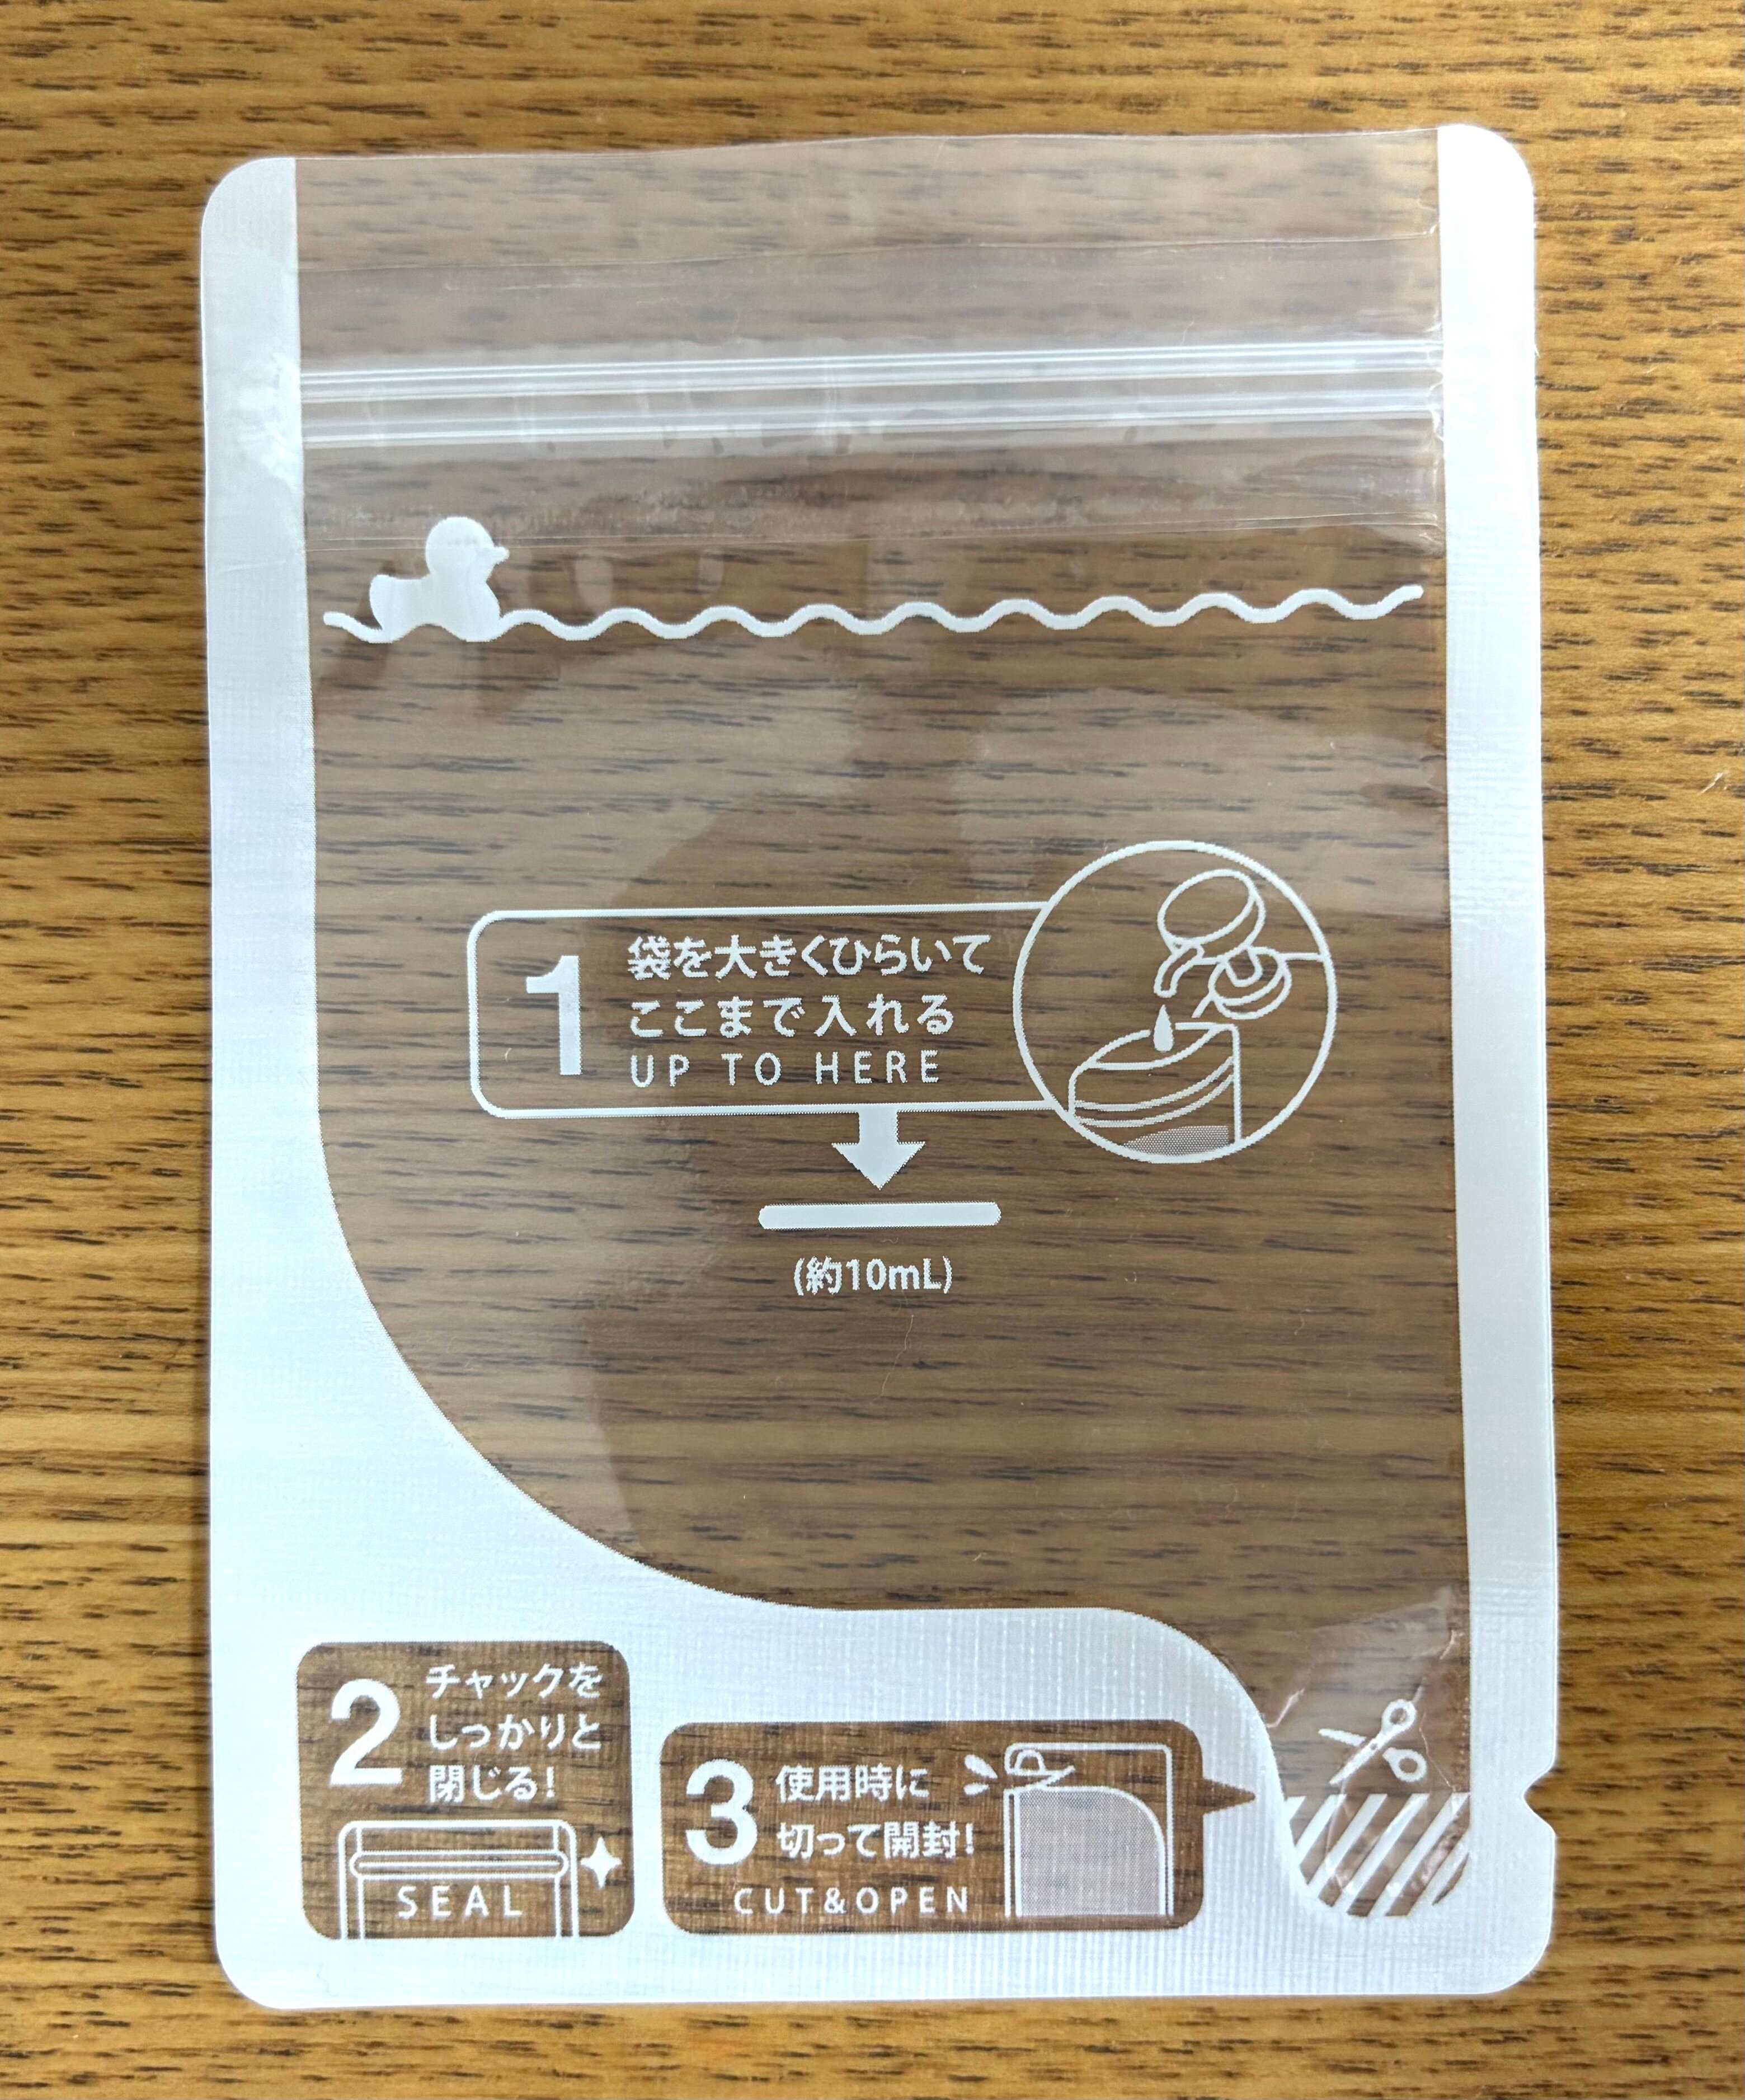 1
袋を大きくひらいて
ここまで入れる
UP TO HERE
(約10mL)
2
チャックを
しっかりと
閉じる!
SEAL
3
使用時に
切って開封!
CUT&OPEN